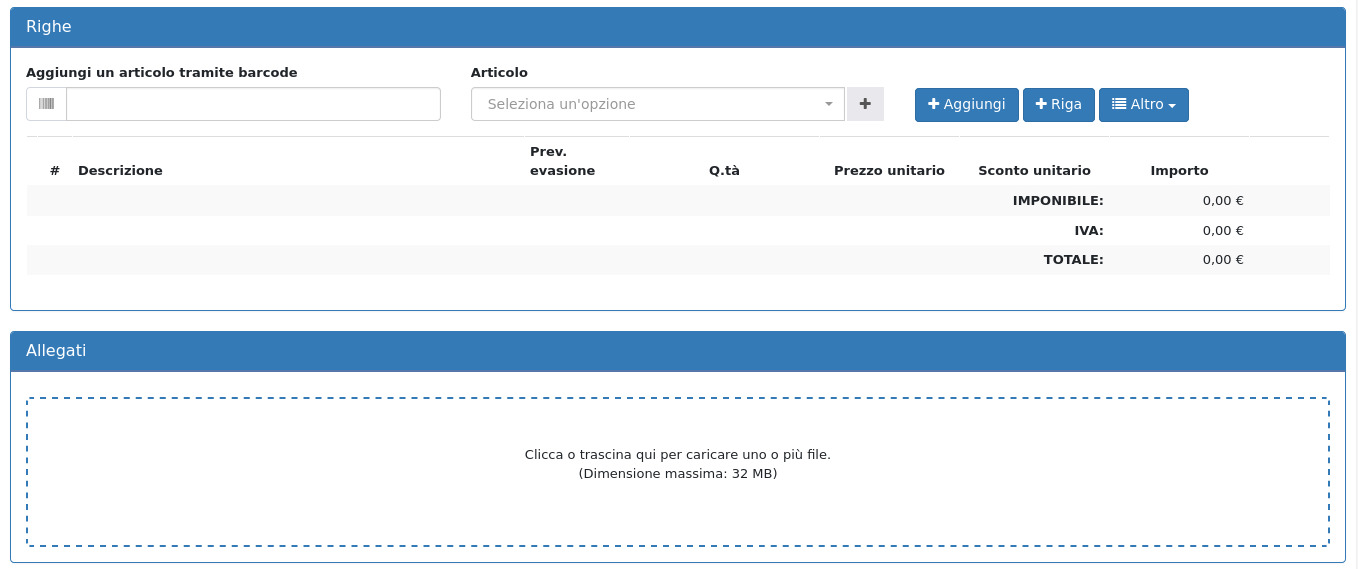 Righe
Aggiungi un articolo tramite barcode
Articolo
Seleziona un'opzione
Aggiungi
Riga
Altro
# Descrizione Prev. evasione Q.tà Prezzo unitario Sconto unitario Importo
IMPONIBILE: 0,00 €
IVA: 0,00 €
TOTALE: 0,00 €
Allegati
Clicca o trascina qui per caricare uno o più file.
(Dimensione massima: 32 MB)